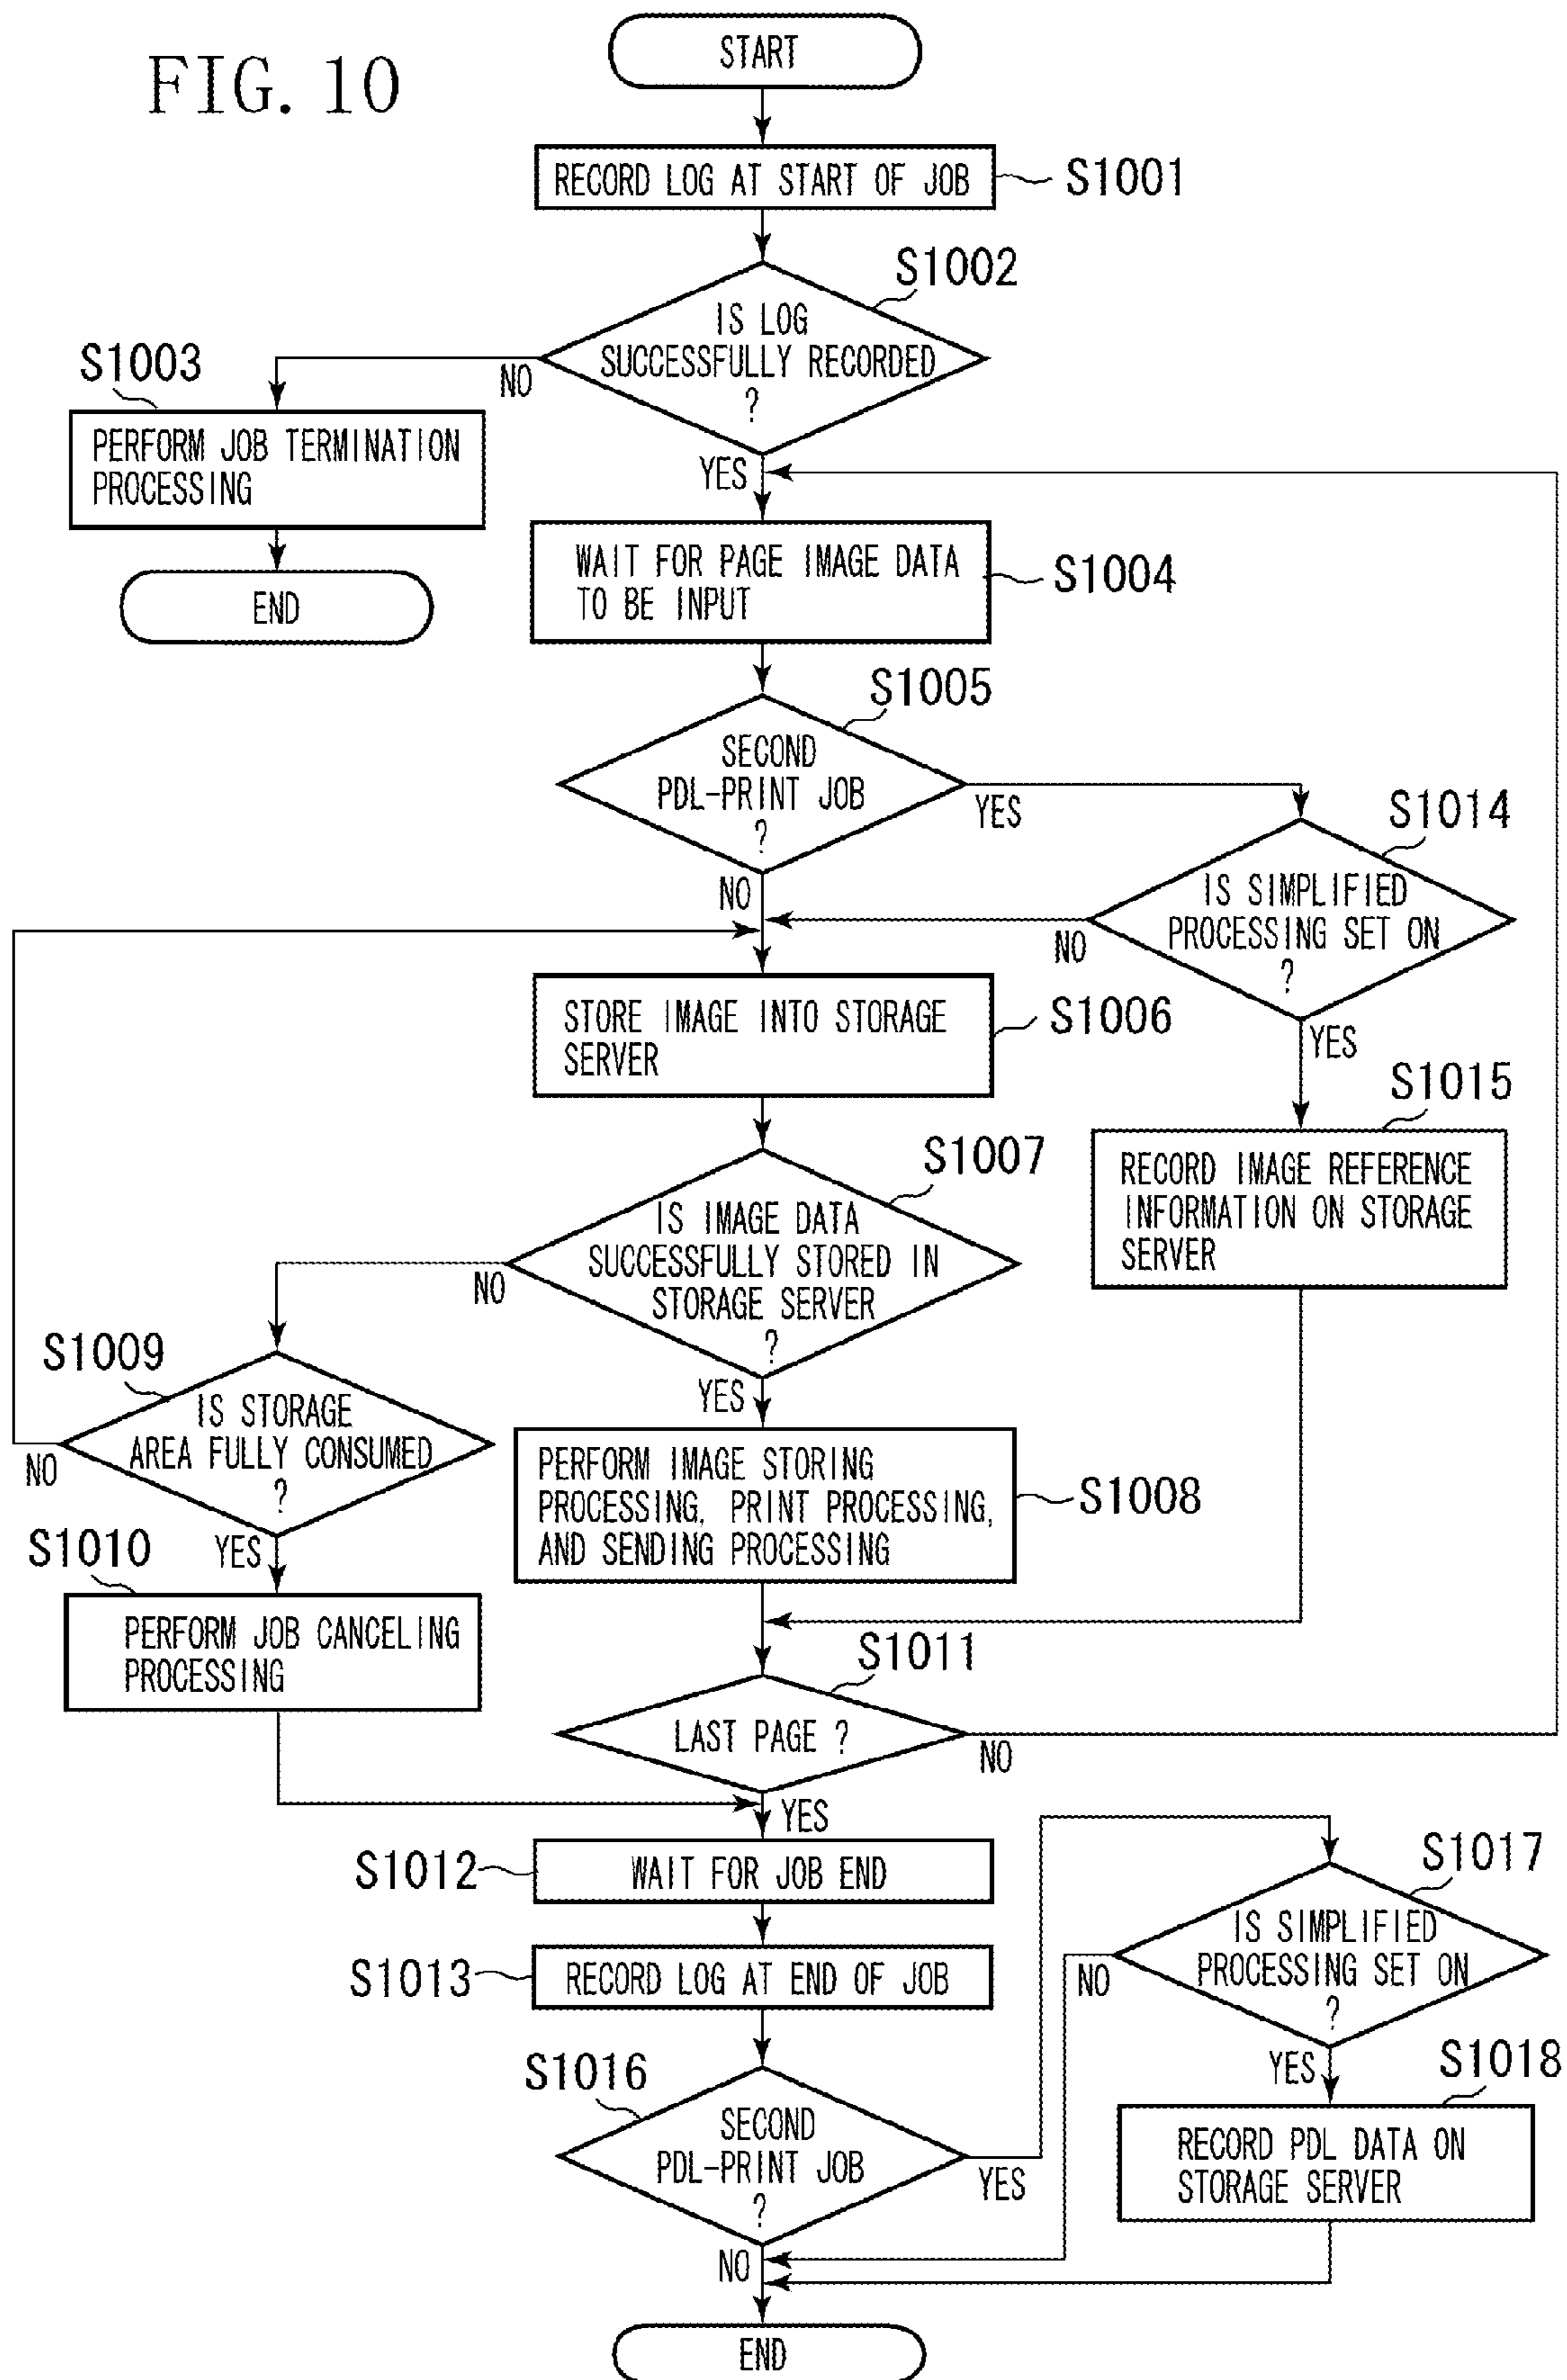 FIG. 10
START
RECORD LOG AT START OF JOB
S1001
S1002
IS LOG
SUCCESSFULLY RECORDED
?
NO
YES
S1003
PERFORM JOB TERMINATION
PROCESSING
END
WAIT FOR PAGE IMAGE DATA
TO BE INPUT
S1004
S1005
SECOND
PDL-PRINT JOB
?
YES
NO
S1014
IS SIMPLIFIED
PROCESSING SET ON
?
NO
YES
STORE IMAGE INTO STORAGE
SERVER
S1006
S1015
RECORD IMAGE REFERENCE
INFORMATION ON STORAGE
SERVER
S1007
IS IMAGE DATA
SUCCESSFULLY STORED IN
STORAGE SERVER
?
NO
YES
S1009
IS STORAGE
AREA FULLY CONSUMED
?
NO
YES
PERFORM IMAGE STORING
PROCESSING, PRINT PROCESSING,
AND SENDING PROCESSING
S1008
S1010
PERFORM JOB CANCELING
PROCESSING
S1011
LAST PAGE ?
NO
YES
S1012
WAIT FOR JOB END
S1013
RECORD LOG AT END OF JOB
S1017
IS SIMPLIFIED
PROCESSING SET ON
?
NO
YES
S1016
SECOND
PDL-PRINT JOB
?
YES
NO
S1018
RECORD PDL DATA ON
STORAGE SERVER
END